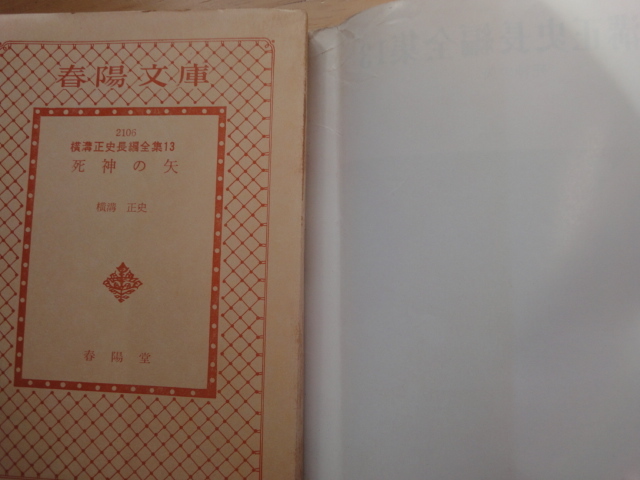 春陽文庫
2106
横溝正史長編全集13
死神の矢
横溝 正史
春陽堂